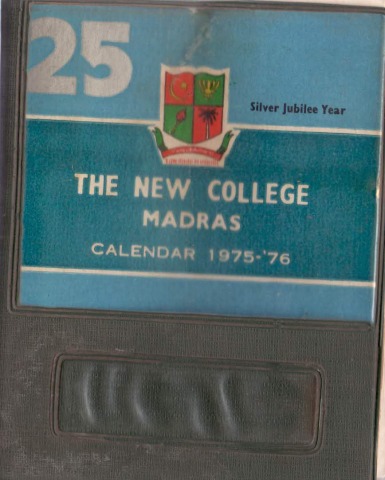 25
Silver Jubilee Year
THE NEW COLLEGE
MADRAS
CALENDAR 1975-'76